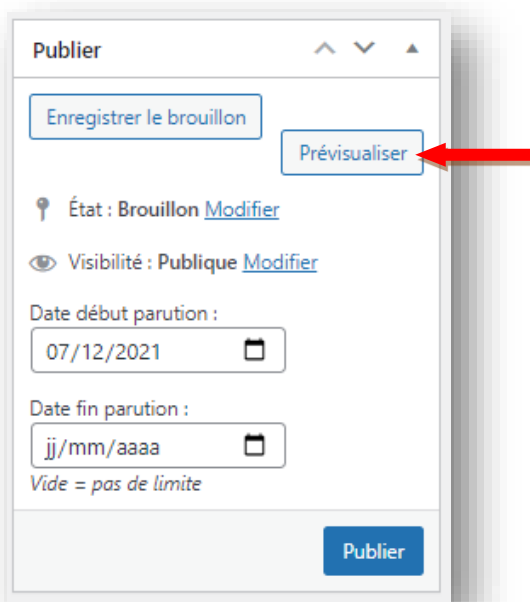 Publier
Enregistrer le brouillon
Prévisualiser
État : Brouillon Modifier
Visibilité : Publique Modifier
Date début parution :
07/12/2021
Date fin parution :
jj/mm/aaaa
Vide = pas de limite
Publier